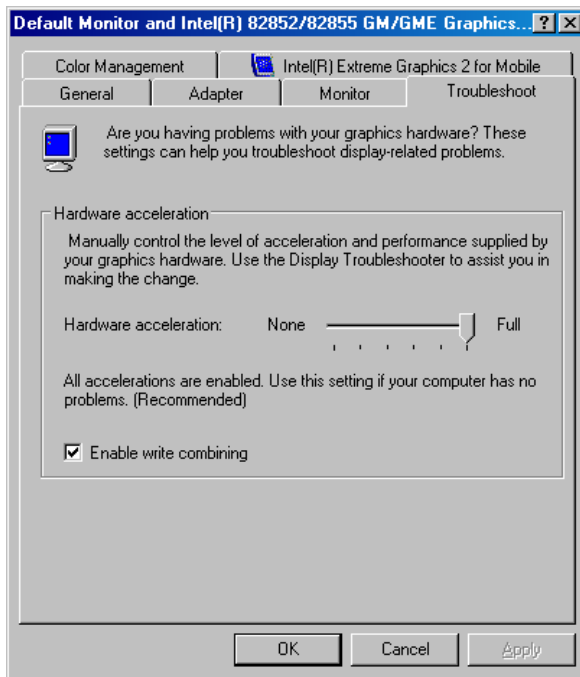 Default Monitor and Intel(R) 82852/82855 GM/GME Graphics...
Color Management
Intel(R) Extreme Graphics 2 for Mobile
General
Adapter
Monitor
Troubleshoot
Are you having problems with your graphics hardware? These
settings can help you troubleshoot display-related problems.
Hardware acceleration
Manually control the level of acceleration and performance supplied by
your graphics hardware. Use the Display Troubleshooter to assist you in
making the change.
Hardware acceleration: None Full
All accelerations are enabled. Use this setting if your computer has no
problems. (Recommended)
Enable write combining
OK
Cancel
Apply